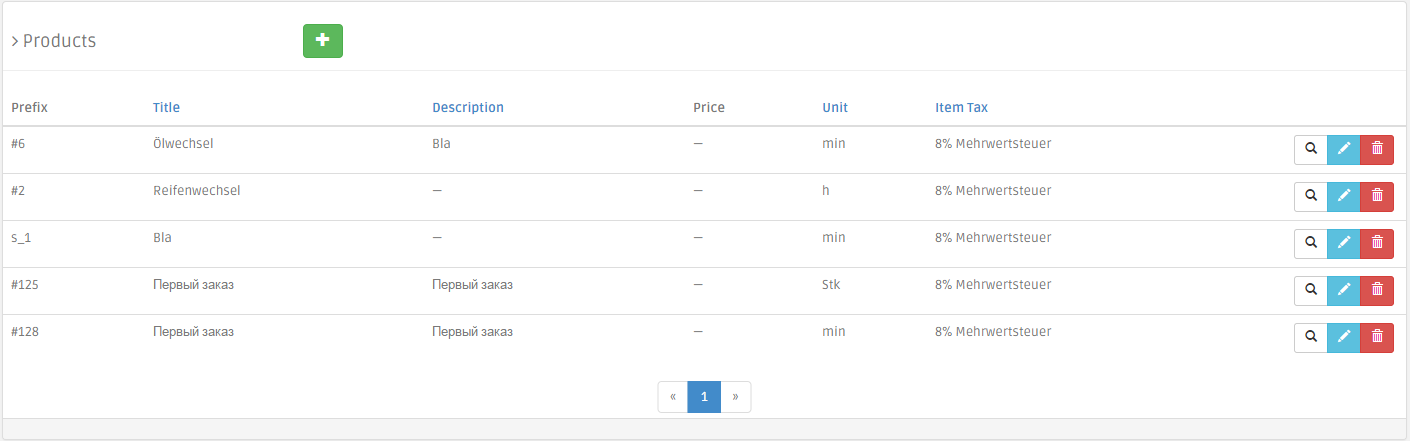 > Products
Prefix Title Description Price Unit Item Tax
#6 Ölwechsel Bla — min 8% Mehrwertsteuer
#2 Reifenwechsel — — h 8% Mehrwertsteuer
s_1 Bla — — min 8% Mehrwertsteuer
#125 Первый заказ Первый заказ — Stk 8% Mehrwertsteuer
#128 Первый заказ Первый заказ — min 8% Mehrwertsteuer
« 1 »